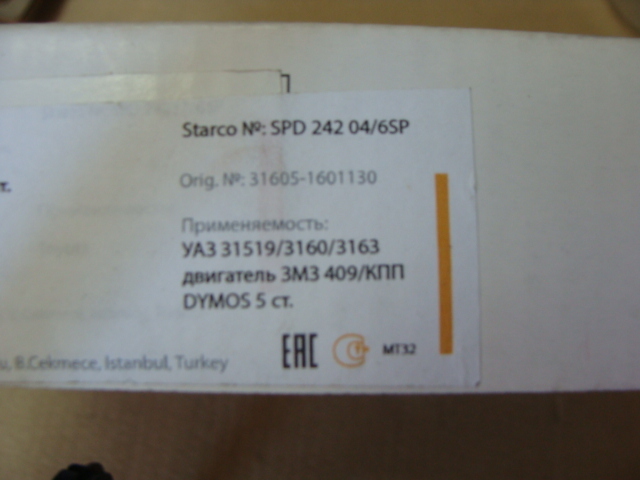 Starco №: SPD 242 04/6SP
Orig. №: 31605-1601130
т.
Применяемость:
УАЗ 31519/3160/3163
двигатель ЗМЗ 409/КПП
DYMOS 5 ст.
EAC
MT32
u, B.Cekmece, Istanbul, Turkey